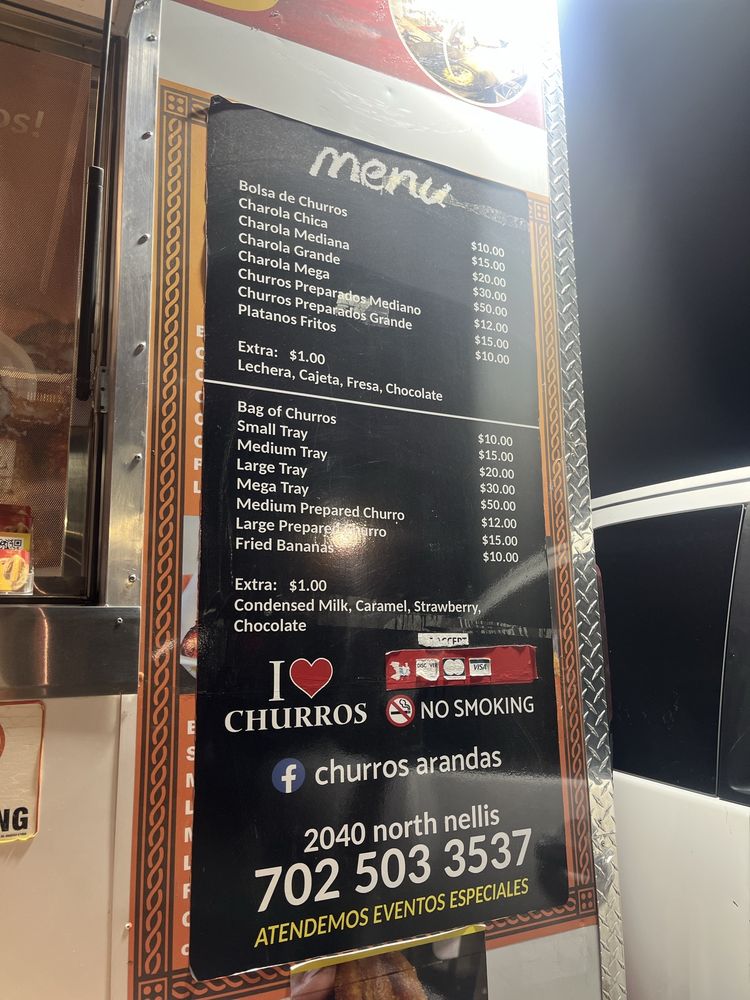 os!
menu
Bolsa de Churros $10.00
Charola Chica $15.00
Charola Mediana $20.00
Charola Grande $30.00
Charola Mega $50.00
Churros Preparados Mediano $12.00
Churros Preparados Grande $15.00
Platanos Fritos $10.00
Extra: $1.00
Lechera, Cajeta, Fresa, Chocolate
Bag of Churros $10.00
Small Tray $15.00
Medium Tray $20.00
Large Tray $30.00
Mega Tray $50.00
Medium Prepared Churro $12.00
Large Prepared Churro $15.00
Fried Bananas $10.00
Extra: $1.00
Condensed Milk, Caramel, Strawberry,
Chocolate
ACCEPT
DISCOVER
VISA
I ♥
CHURROS
NO SMOKING
f churros arandas
2040 north nellis
702 503 3537
ATENDEMOS EVENTOS ESPECIALES
NG